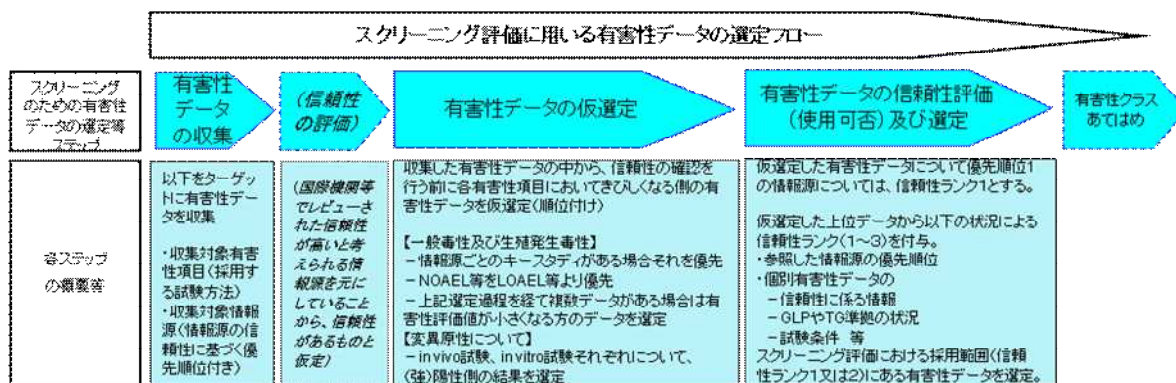 スクリーニング評価に用いる有害性データの選定フロー
スクリーニング
のための有害性
データの選定等
ステップ
有害性
データ
の収集
(信頼性
の評価)
有害性データの仮選定
有害性データの信頼性評価
(使用可否)及び選定
有害性クラス
あてはめ
各ステップ
の概要等
以下をターゲッ
トに有害性デー
タを収集
・収集対象有害
性項目(採用す
る試験方法)
・収集対象情報
源(情報源の信
頼性に基づく優
先順位付き)
(国際機関等
でレビューさ
れた信頼性
が高いと考
えられる情
報源を元に
していること
から、信頼性
があるものと
仮定)
収集した有害性データの中から、信頼性の確認を
行う前に各有害性項目においてきびしくなる側の有
害性データを仮選定(順位付け)
【一般毒性及び生殖発生毒性】
－情報源ごとのキースタディがある場合それを優先
－NOAEL等をLOAEL等より優先
－上記選定過程を経て複数データがある場合は有
害性評価値が小さくなる方のデータを選定
【変異原性について】
－in vivo試験、in vitro試験それぞれについて、
(強)陽性側の結果を選定
仮選定した有害性データについて優先順位1
の情報源については、信頼性ランク1とする。
仮選定した上位データから以下の状況による
信頼性ランク(1～3)を付与。
・参照した情報源の優先順位
・個別有害性データの
－信頼性に係る情報
－GLPやTG準拠の状況
－試験条件 等
スクリーニング評価における採用範囲(信頼
性ランク1又は2)にある有害性データを選定。